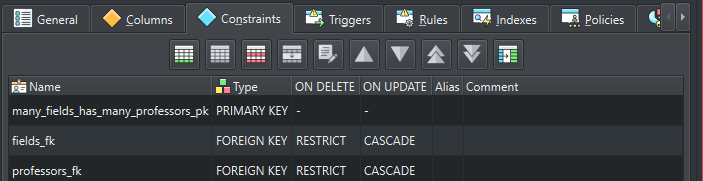 General Columns Constraints Triggers Rules Indexes Policies
Name Type ON DELETE ON UPDATE Alias Comment
many_fields_has_many_professors_pk PRIMARY KEY - -
fields_fk FOREIGN KEY RESTRICT CASCADE
professors_fk FOREIGN KEY RESTRICT CASCADE